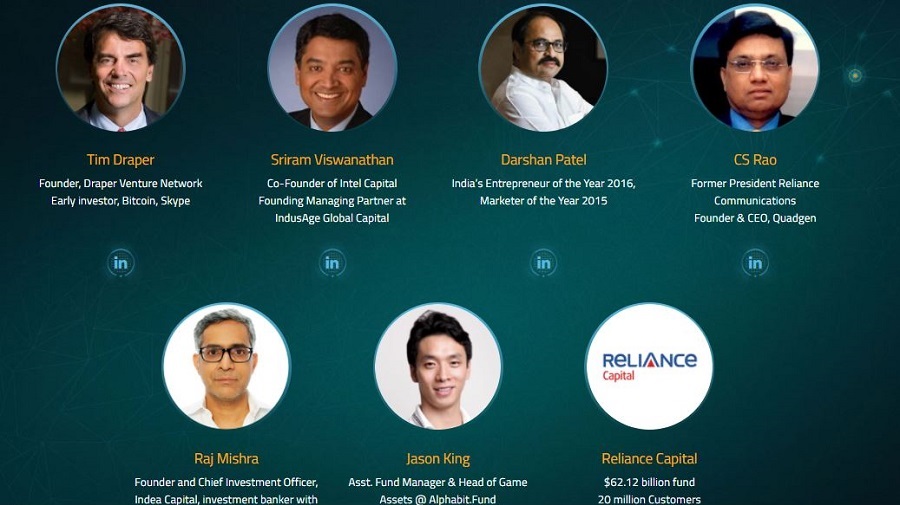 Tim Draper
Founder, Draper Venture Network
Early investor, Bitcoin, Skype
in
Sriram Viswanathan
Co-Founder of Intel Capital
Founding Managing Partner at
IndusAge Global Capital
in
Darshan Patel
India's Entrepreneur of the Year 2016,
Marketer of the Year 2015
in
CS Rao
Former President Reliance
Communications
Founder & CEO, Quadgen
in
Raj Mishra
Founder and Chief Investment Officer,
Indea Capital, investment banker with
Jason King
Asst. Fund Manager & Head of Game
Assets @ Alphabit.Fund
RELIANCE
Capital
Reliance Capital
$62.12 billion fund
20 million Customers